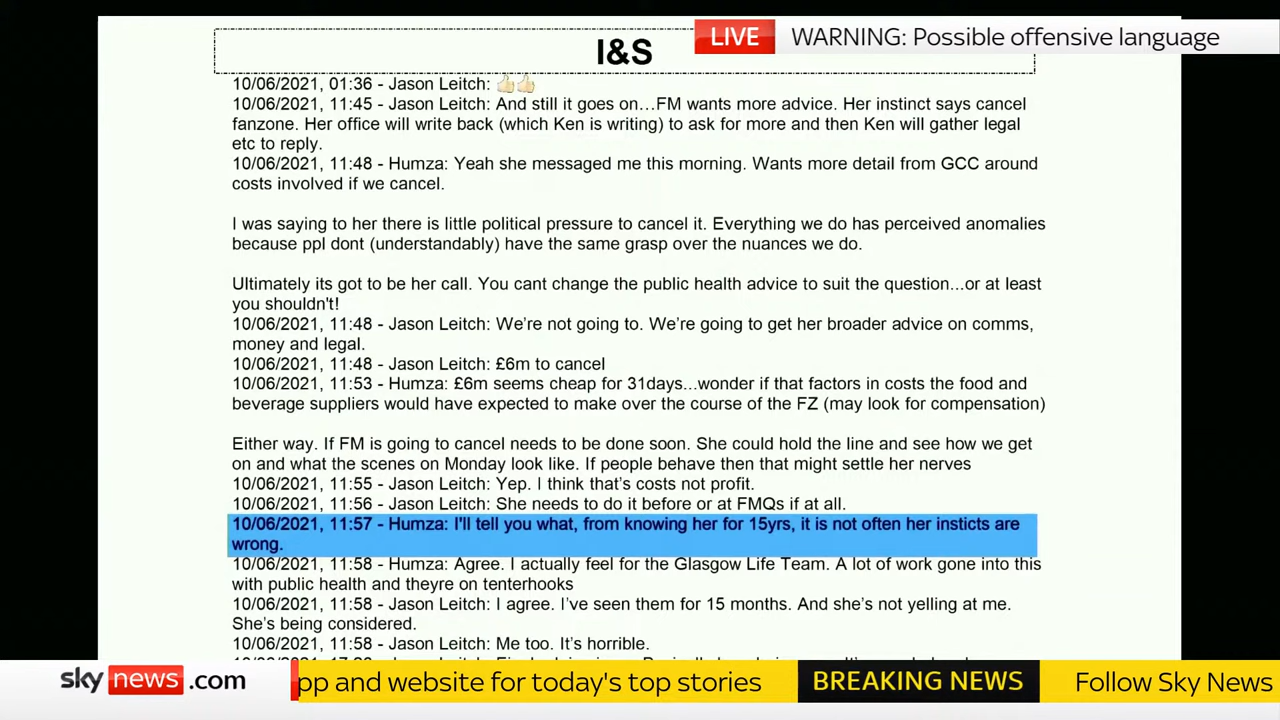 LIVE WARNING: Possible offensive language
I&S
10/06/2021, 01:36 - Jason Leitch: 👍🏻👍🏻
10/06/2021, 11:45 - Jason Leitch: And still it goes on…FM wants more advice. Her instinct says cancel
fanzone. Her office will write back (which Ken is writing) to ask for more and then Ken will gather legal
etc to reply.
10/06/2021, 11:48 - Humza: Yeah she messaged me this morning. Wants more detail from GCC around
costs involved if we cancel.
I was saying to her there is little political pressure to cancel it. Everything we do has perceived anomalies
because ppl dont (understandably) have the same grasp over the nuances we do.
Ultimately its got to be her call. You cant change the public health advice to suit the question...or at least
you shouldn't!
10/06/2021, 11:48 - Jason Leitch: We're not going to. We're going to get her broader advice on comms,
money and legal.
10/06/2021, 11:48 - Jason Leitch: £6m to cancel
10/06/2021, 11:53 - Humza: £6m seems cheap for 31days...wonder if that factors in costs the food and
beverage suppliers would have expected to make over the course of the FZ (may look for compensation)
Either way. If FM is going to cancel needs to be done soon. She could hold the line and see how we get
on and what the scenes on Monday look like. If people behave then that might settle her nerves
10/06/2021, 11:55 - Jason Leitch: Yep. I think that's costs not profit.
10/06/2021, 11:56 - Jason Leitch: She needs to do it before or at FMQs if at all.
10/06/2021, 11:57 - Humza: I'll tell you what, from knowing her for 15yrs, it is not often her insticts are
wrong.
10/06/2021, 11:58 - Humza: Agree. I actually feel for the Glasgow Life Team. A lot of work gone into this
with public health and theyre on tenterhooks
10/06/2021, 11:58 - Jason Leitch: I agree. I've seen them for 15 months. And she's not yelling at me.
She's being considered.
10/06/2021, 11:58 - Jason Leitch: Me too. It's horrible.
sky news.com pp and website for today's top stories BREAKING NEWS Follow Sky News